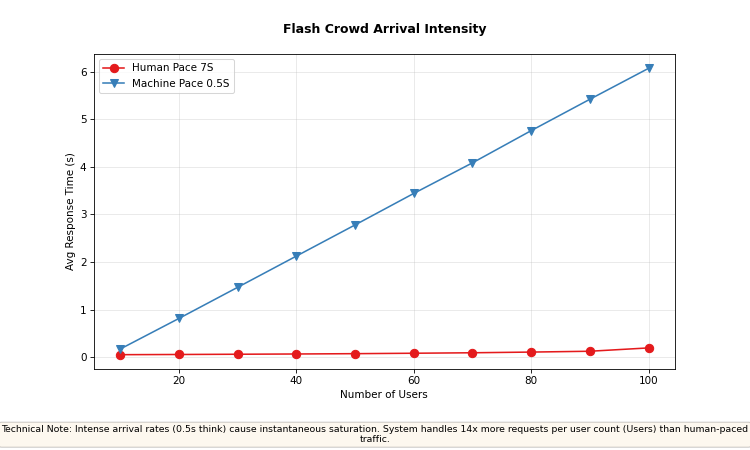 Flash Crowd Arrival Intensity
Human Pace 7S
Machine Pace 0.5S
Avg Response Time (s)
6
5
4
3
2
1
0
20 40 60 80 100
Number of Users
Technical Note: Intense arrival rates (0.5s think) cause instantaneous saturation. System handles 14x more requests per user count (Users) than human-paced
traffic.